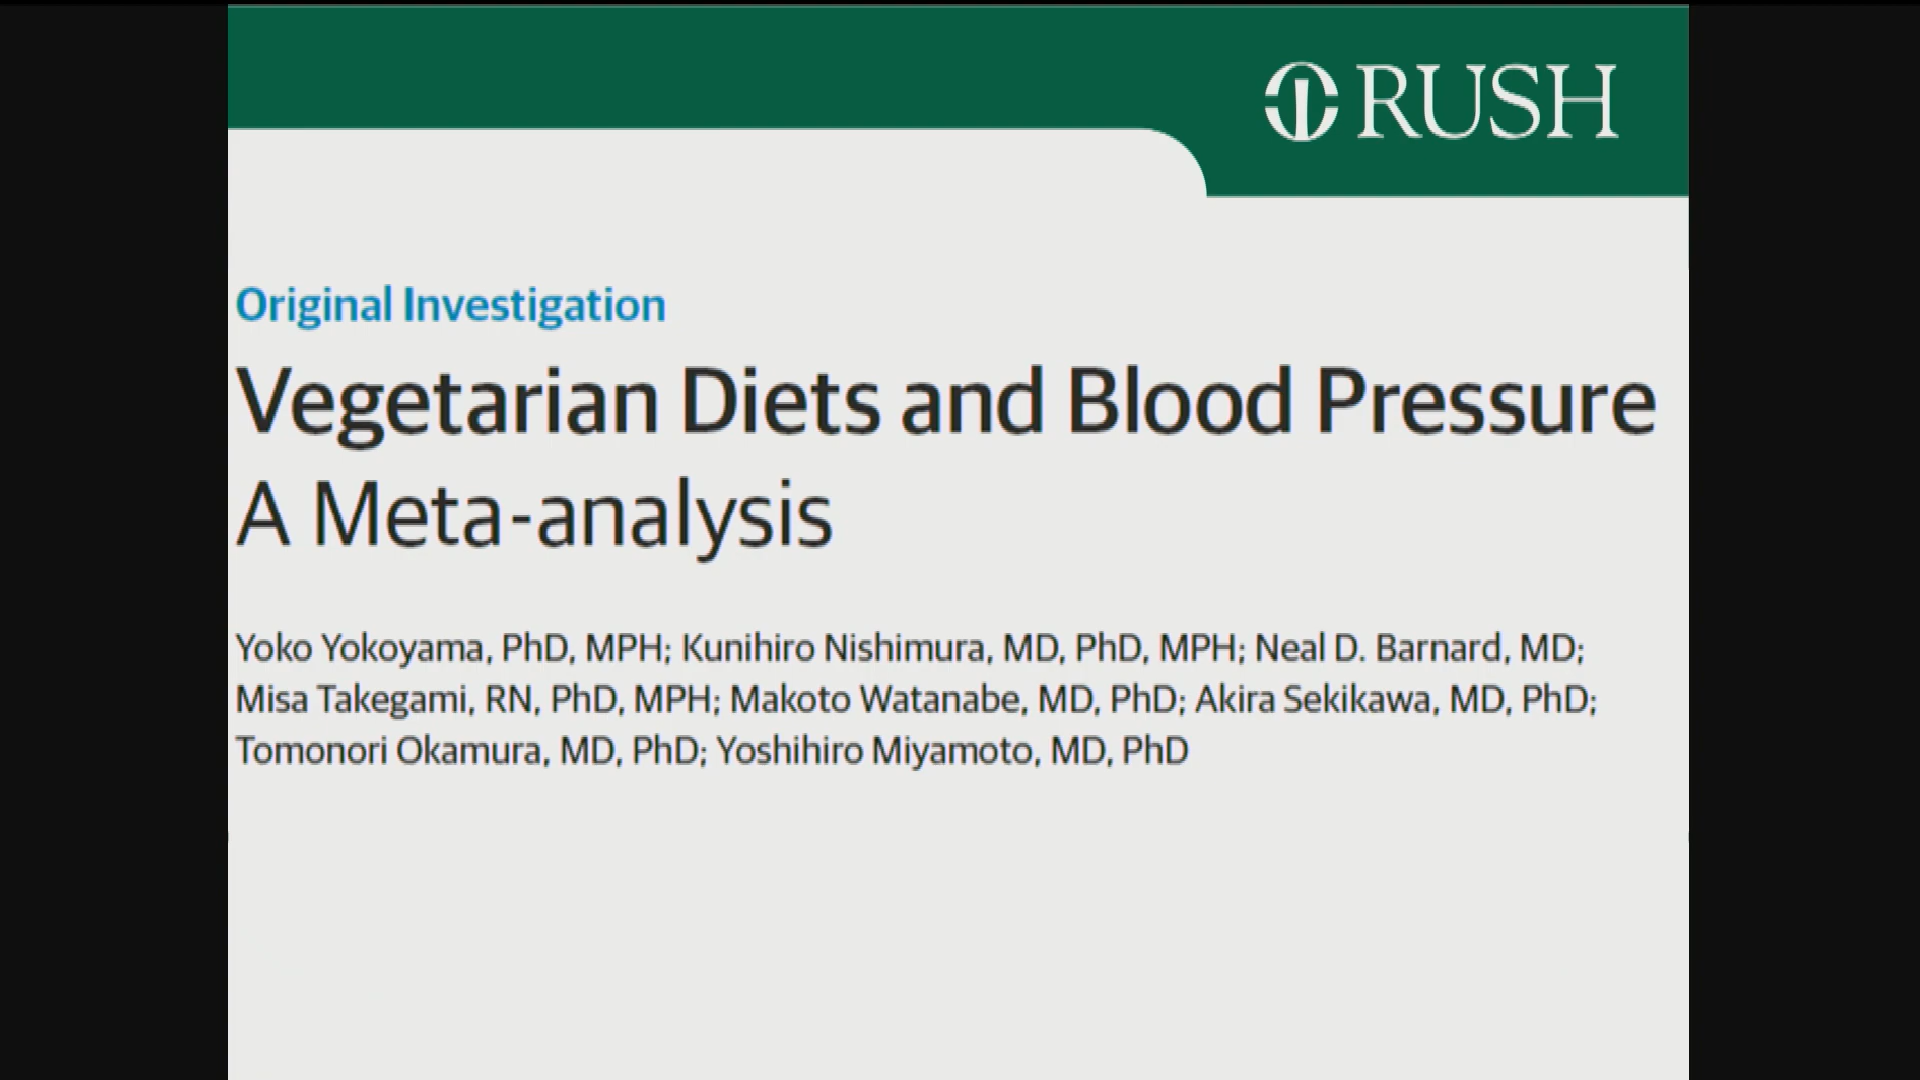 RUSH
Original Investigation
Vegetarian Diets and Blood Pressure
A Meta-analysis
Yoko Yokoyama, PhD, MPH; Kunihiro Nishimura, MD, PhD, MPH; Neal D. Barnard, MD;
Misa Takegami, RN, PhD, MPH; Makoto Watanabe, MD, PhD; Akira Sekikawa, MD, PhD;
Tomonori Okamura, MD, PhD; Yoshihiro Miyamoto, MD, PhD